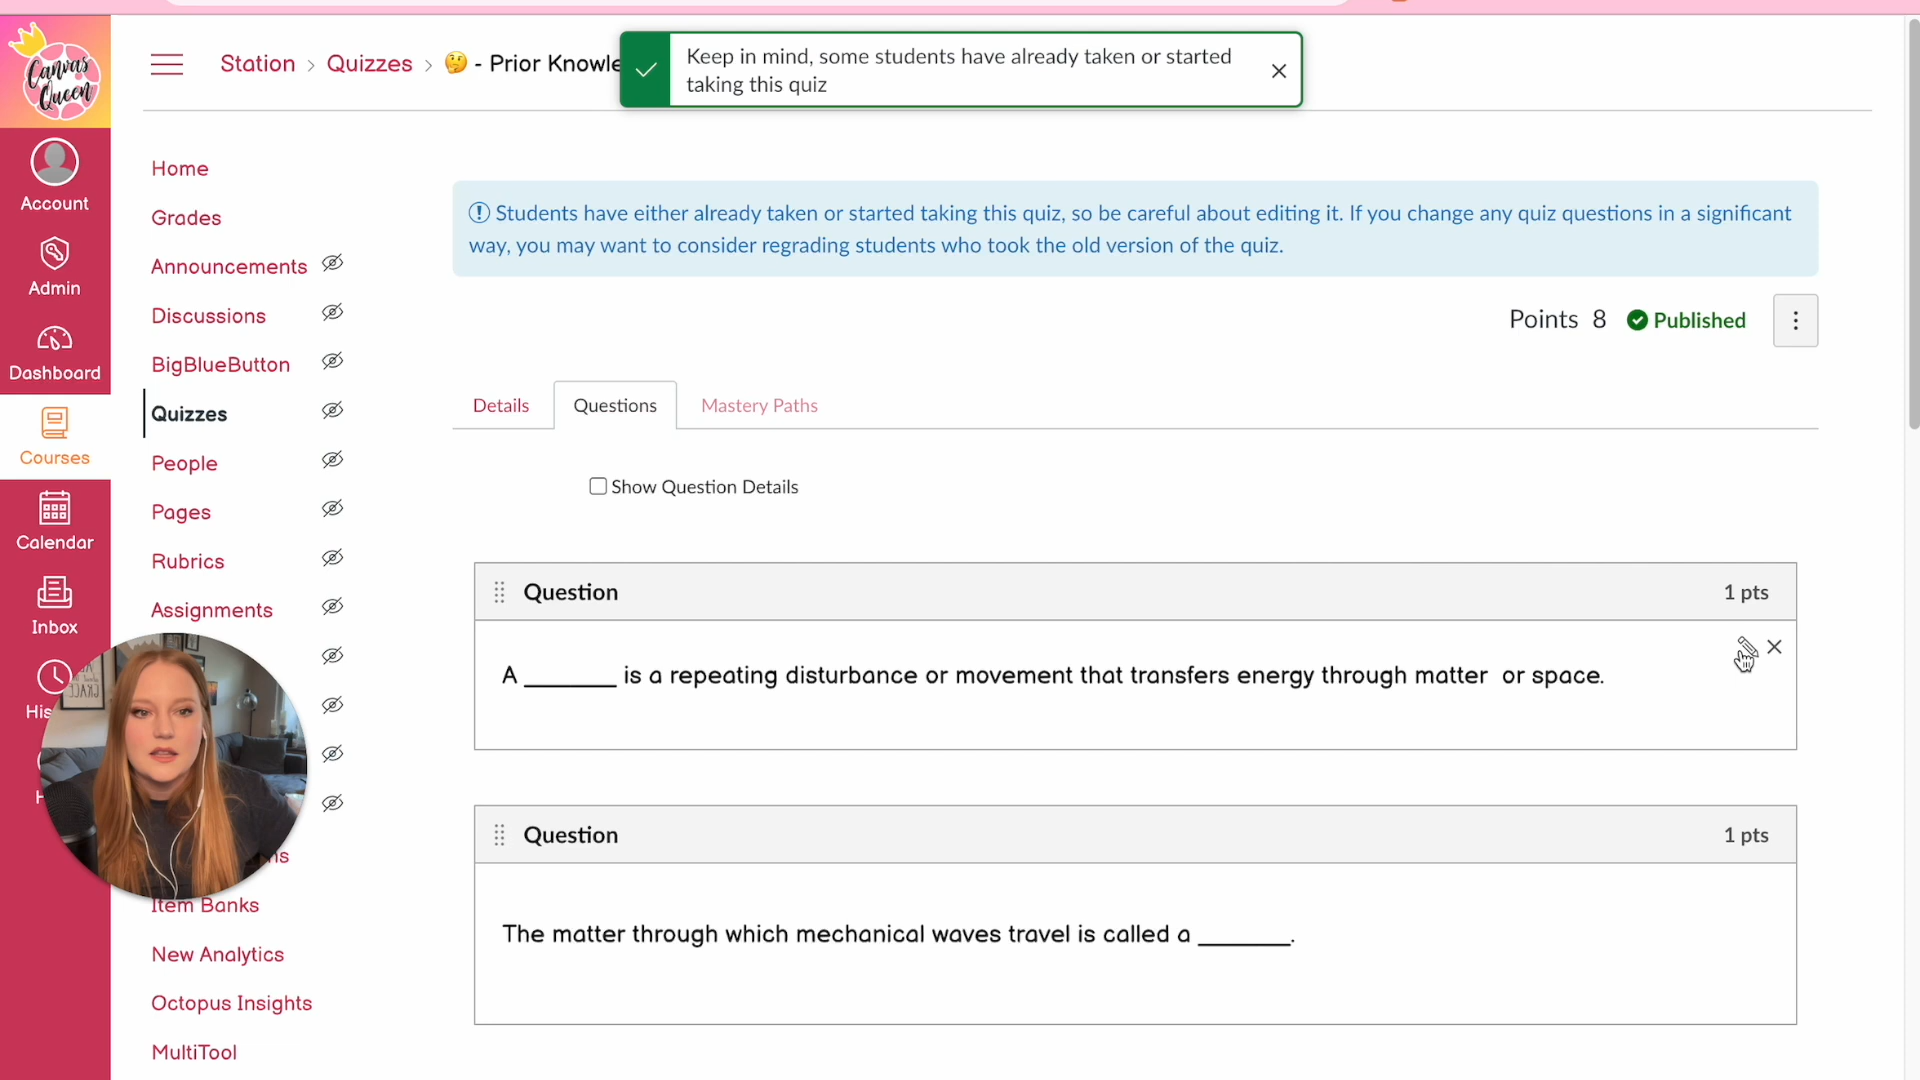 Canvas
Queen
Account
Admin
Dashboard
Courses
Calendar
Inbox
Station > Quizzes > 🤔 - Prior Knowle
Keep in mind, some students have already taken or started
taking this quiz
Home
Grades
Announcements
Discussions
BigBlueButton
Quizzes
People
Pages
Rubrics
Assignments
Item Banks
New Analytics
Octopus Insights
MultiTool
Students have either already taken or started taking this quiz, so be careful about editing it. If you change any quiz questions in a significant
way, you may want to consider regrading students who took the old version of the quiz.
Points 8 Published
Details Questions Mastery Paths
Show Question Details
Question 1 pts
A ________ is a repeating disturbance or movement that transfers energy through matter or space.
Question 1 pts
The matter through which mechanical waves travel is called a ________.